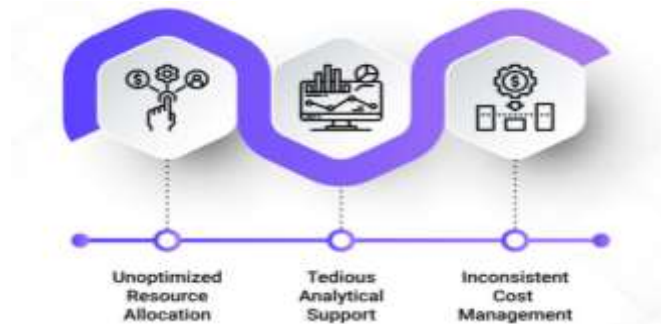 Unoptimized
Resource
Allocation
Tedious
Analytical
Support
Inconsistent
Cost
Management